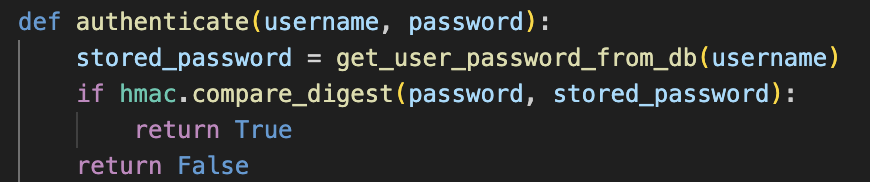 def authenticate(username, password):
    stored_password = get_user_password_from_db(username)
    if hmac.compare_digest(password, stored_password):
        return True
    return False